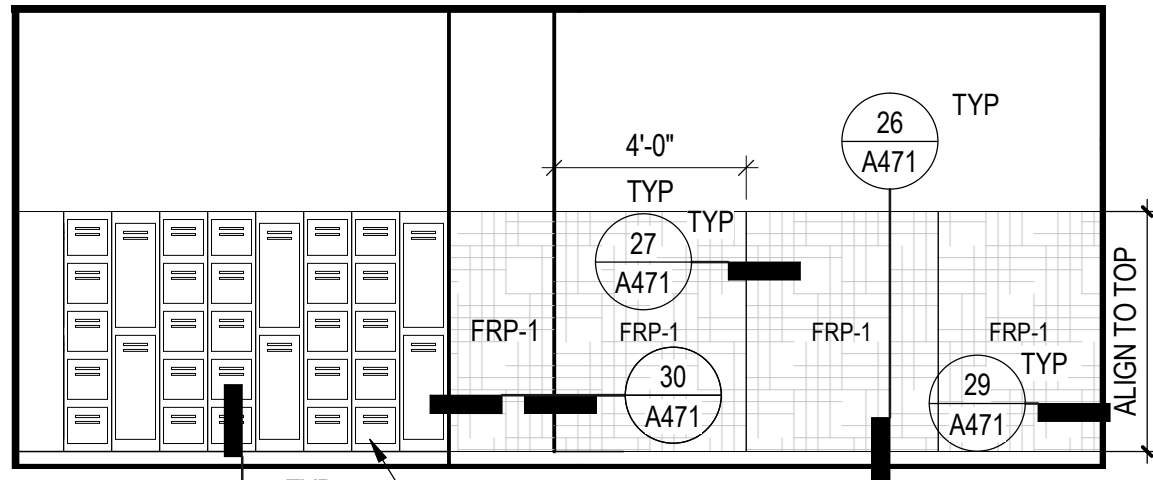 26
A471
TYP
4'-0"
TYP
TYP
27
A471
FRP-1
FRP-1
FRP-1
FRP-1
30
A471
TYP
29
A471
ALIGN TO TOP